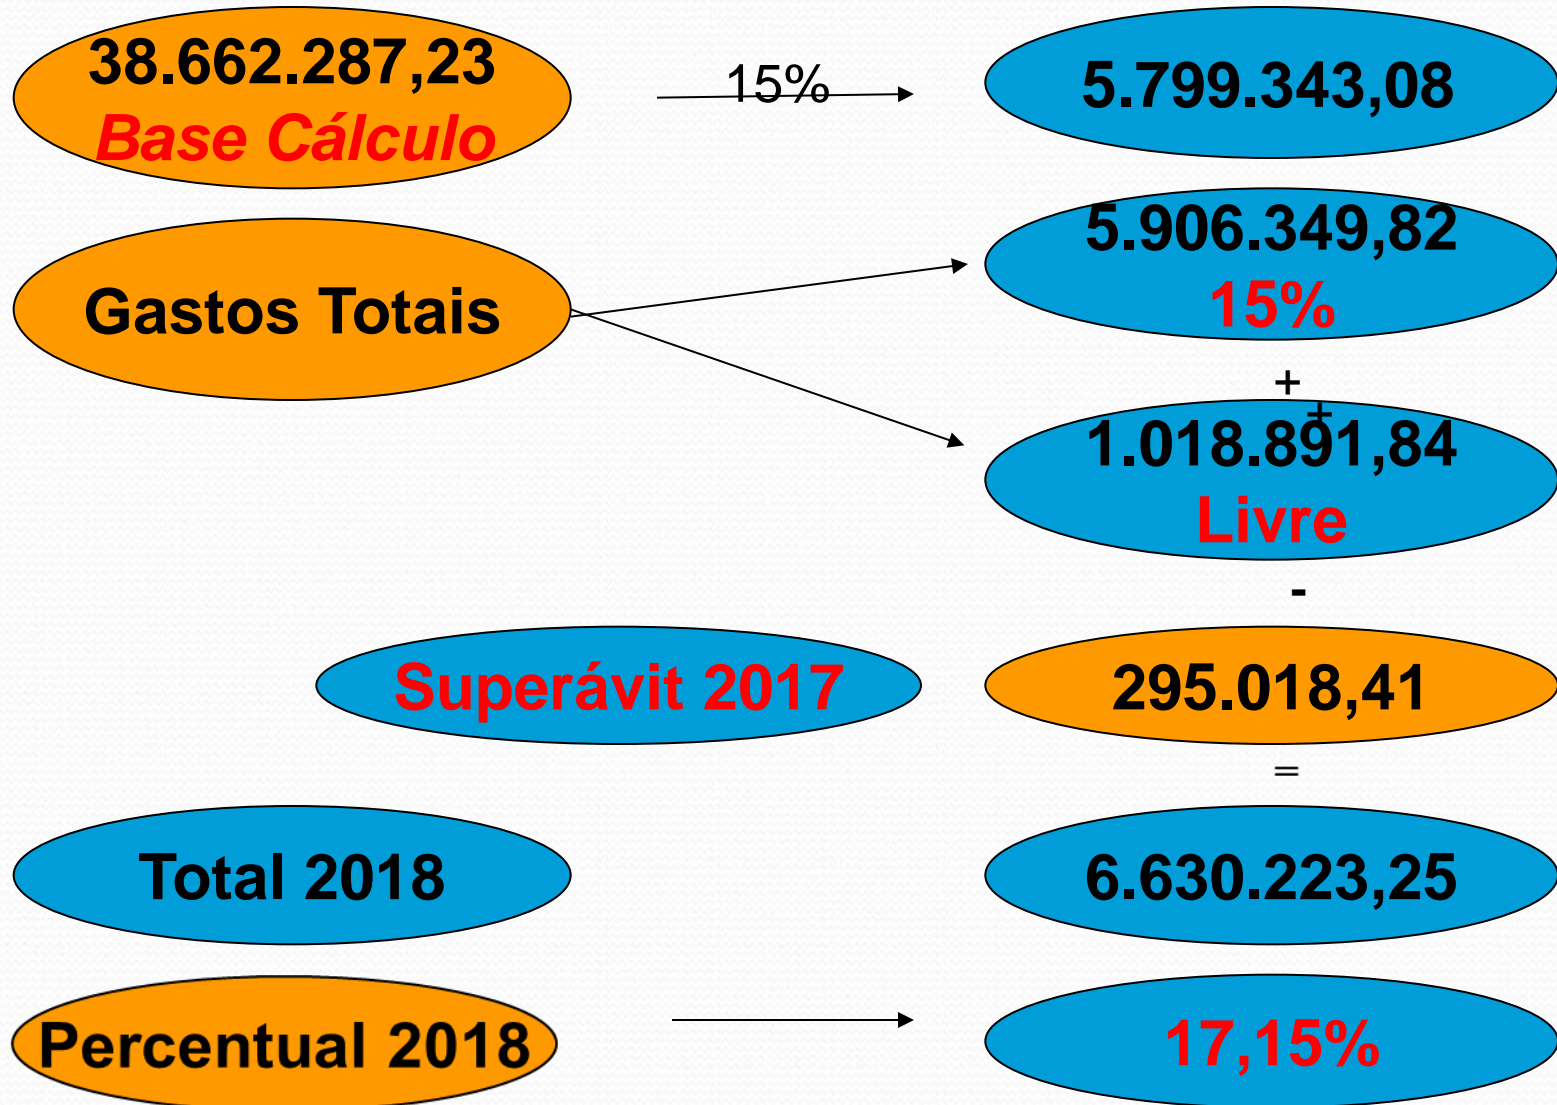 38.662.287,23
Base Cálculo
15%
5.799.343,08
Gastos Totais
5.906.349,82
15%
+
+
1.018.891,84
Livre
-
Superávit 2017
295.018,41
=
Total 2018
6.630.223,25
Percentual 2018
17,15%